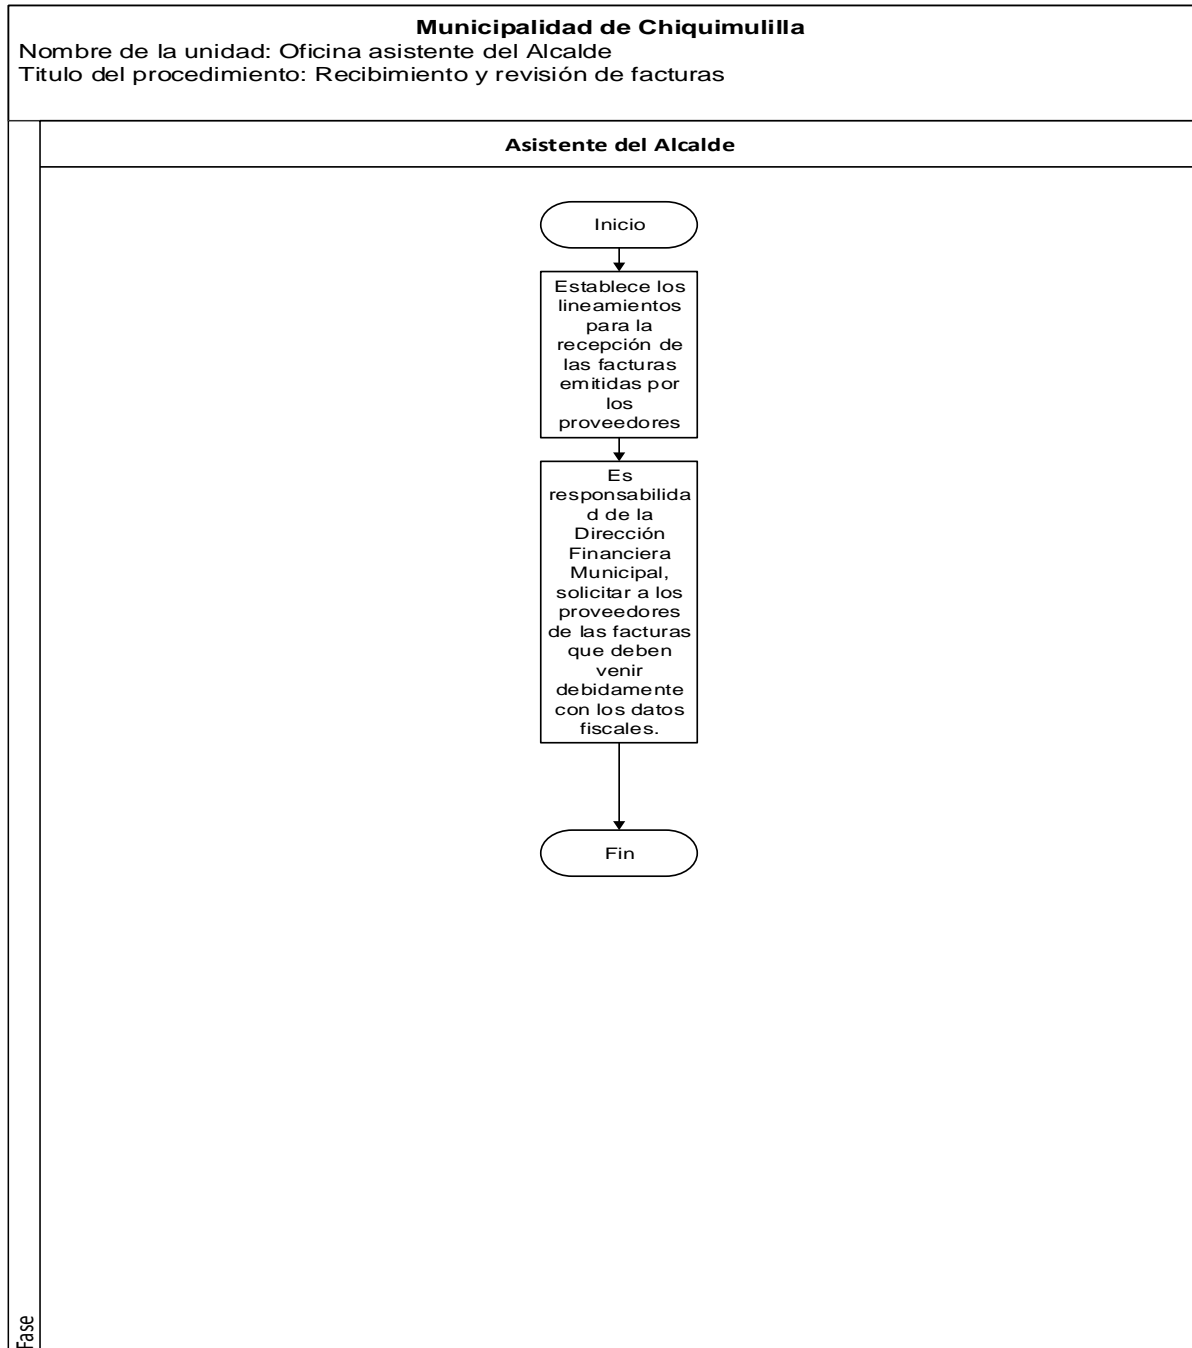 Municipalidad de Chiquimulilla
Nombre de la unidad: Oficina asistente del Alcalde
Titulo del procedimiento: Recibimiento y revisión de facturas
Asistente del Alcalde
Inicio
Establece los
lineamientos
para la
recepción de
las facturas
emitidas por
los
proveedores
Es
responsabilida
d de la
Dirección
Financiera
Municipal,
solicitar a los
proveedores
de las facturas
que deben
venir
debidamente
con los datos
fiscales.
Fin
Fase